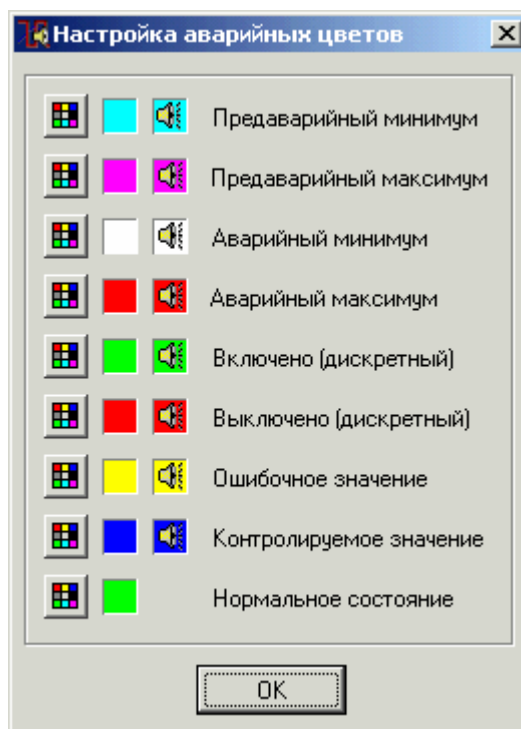 Настройка аварийных цветов
Предаварийный минимум
Предаварийный максимум
Аварийный минимум
Аварийный максимум
Включено (дискретный)
Выключено (дискретный)
Ошибочное значение
Контролируемое значение
Нормальное состояние
OK